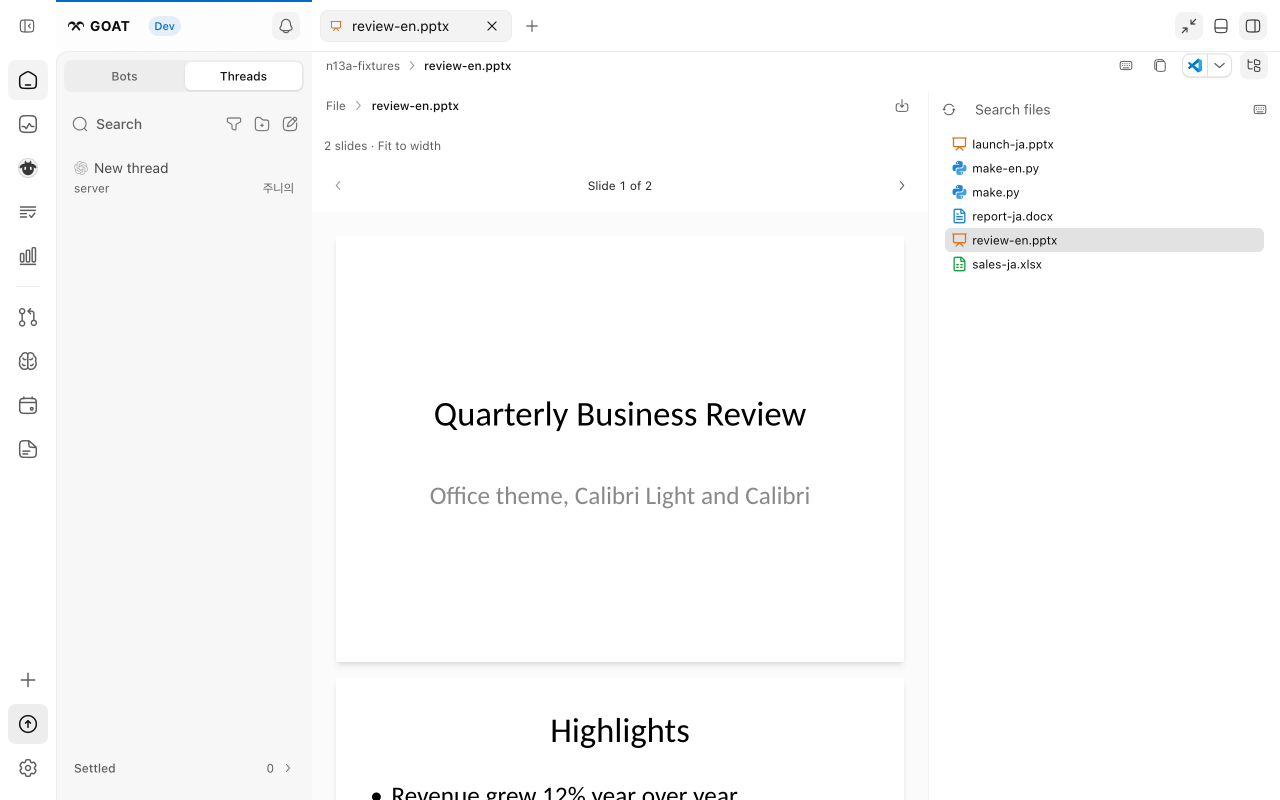 GOAT
Dev
review-en.pptx
Bots
Threads
Search
New thread
server
주니의
Settled
0
n13a-fixtures
review-en.pptx
File
review-en.pptx
2 slides · Fit to width
Slide 1 of 2
Quarterly Business Review
Office theme, Calibri Light and Calibri
Highlights
• Revenue grew 12% year over year
Search files
launch-ja.pptx
make-en.py
make.py
report-ja.docx
review-en.pptx
sales-ja.xlsx